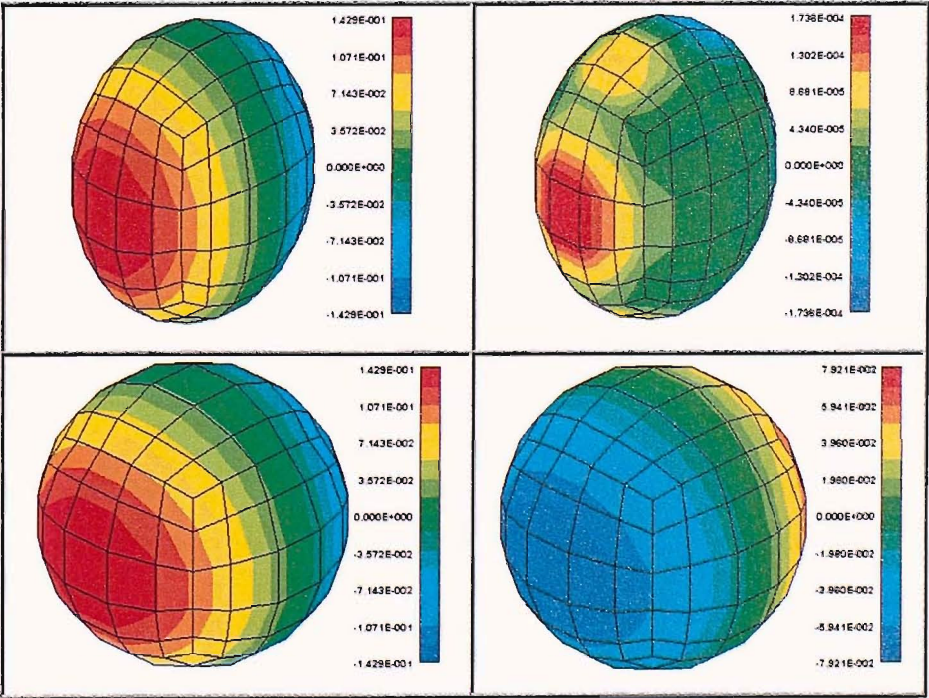 1.429E-001
1.071E-001
7.143E-002
3.572E-002
0.000E+000
-3.572E-002
-7.143E-002
-1.071E-001
-1.429E-001
1.736E-004
1.302E-004
8.681E-005
4.340E-005
0.000E+000
-4.340E-005
-8.681E-005
-1.302E-004
-1.736E-004
1.429E-001
1.071E-001
7.143E-002
3.572E-002
0.000E+000
-3.572E-002
-7.143E-002
-1.071E-001
-1.429E-001
7.921E-002
5.941E-002
3.960E-002
1.980E-002
0.000E+000
-1.980E-002
-3.960E-002
-5.941E-002
-7.921E-002